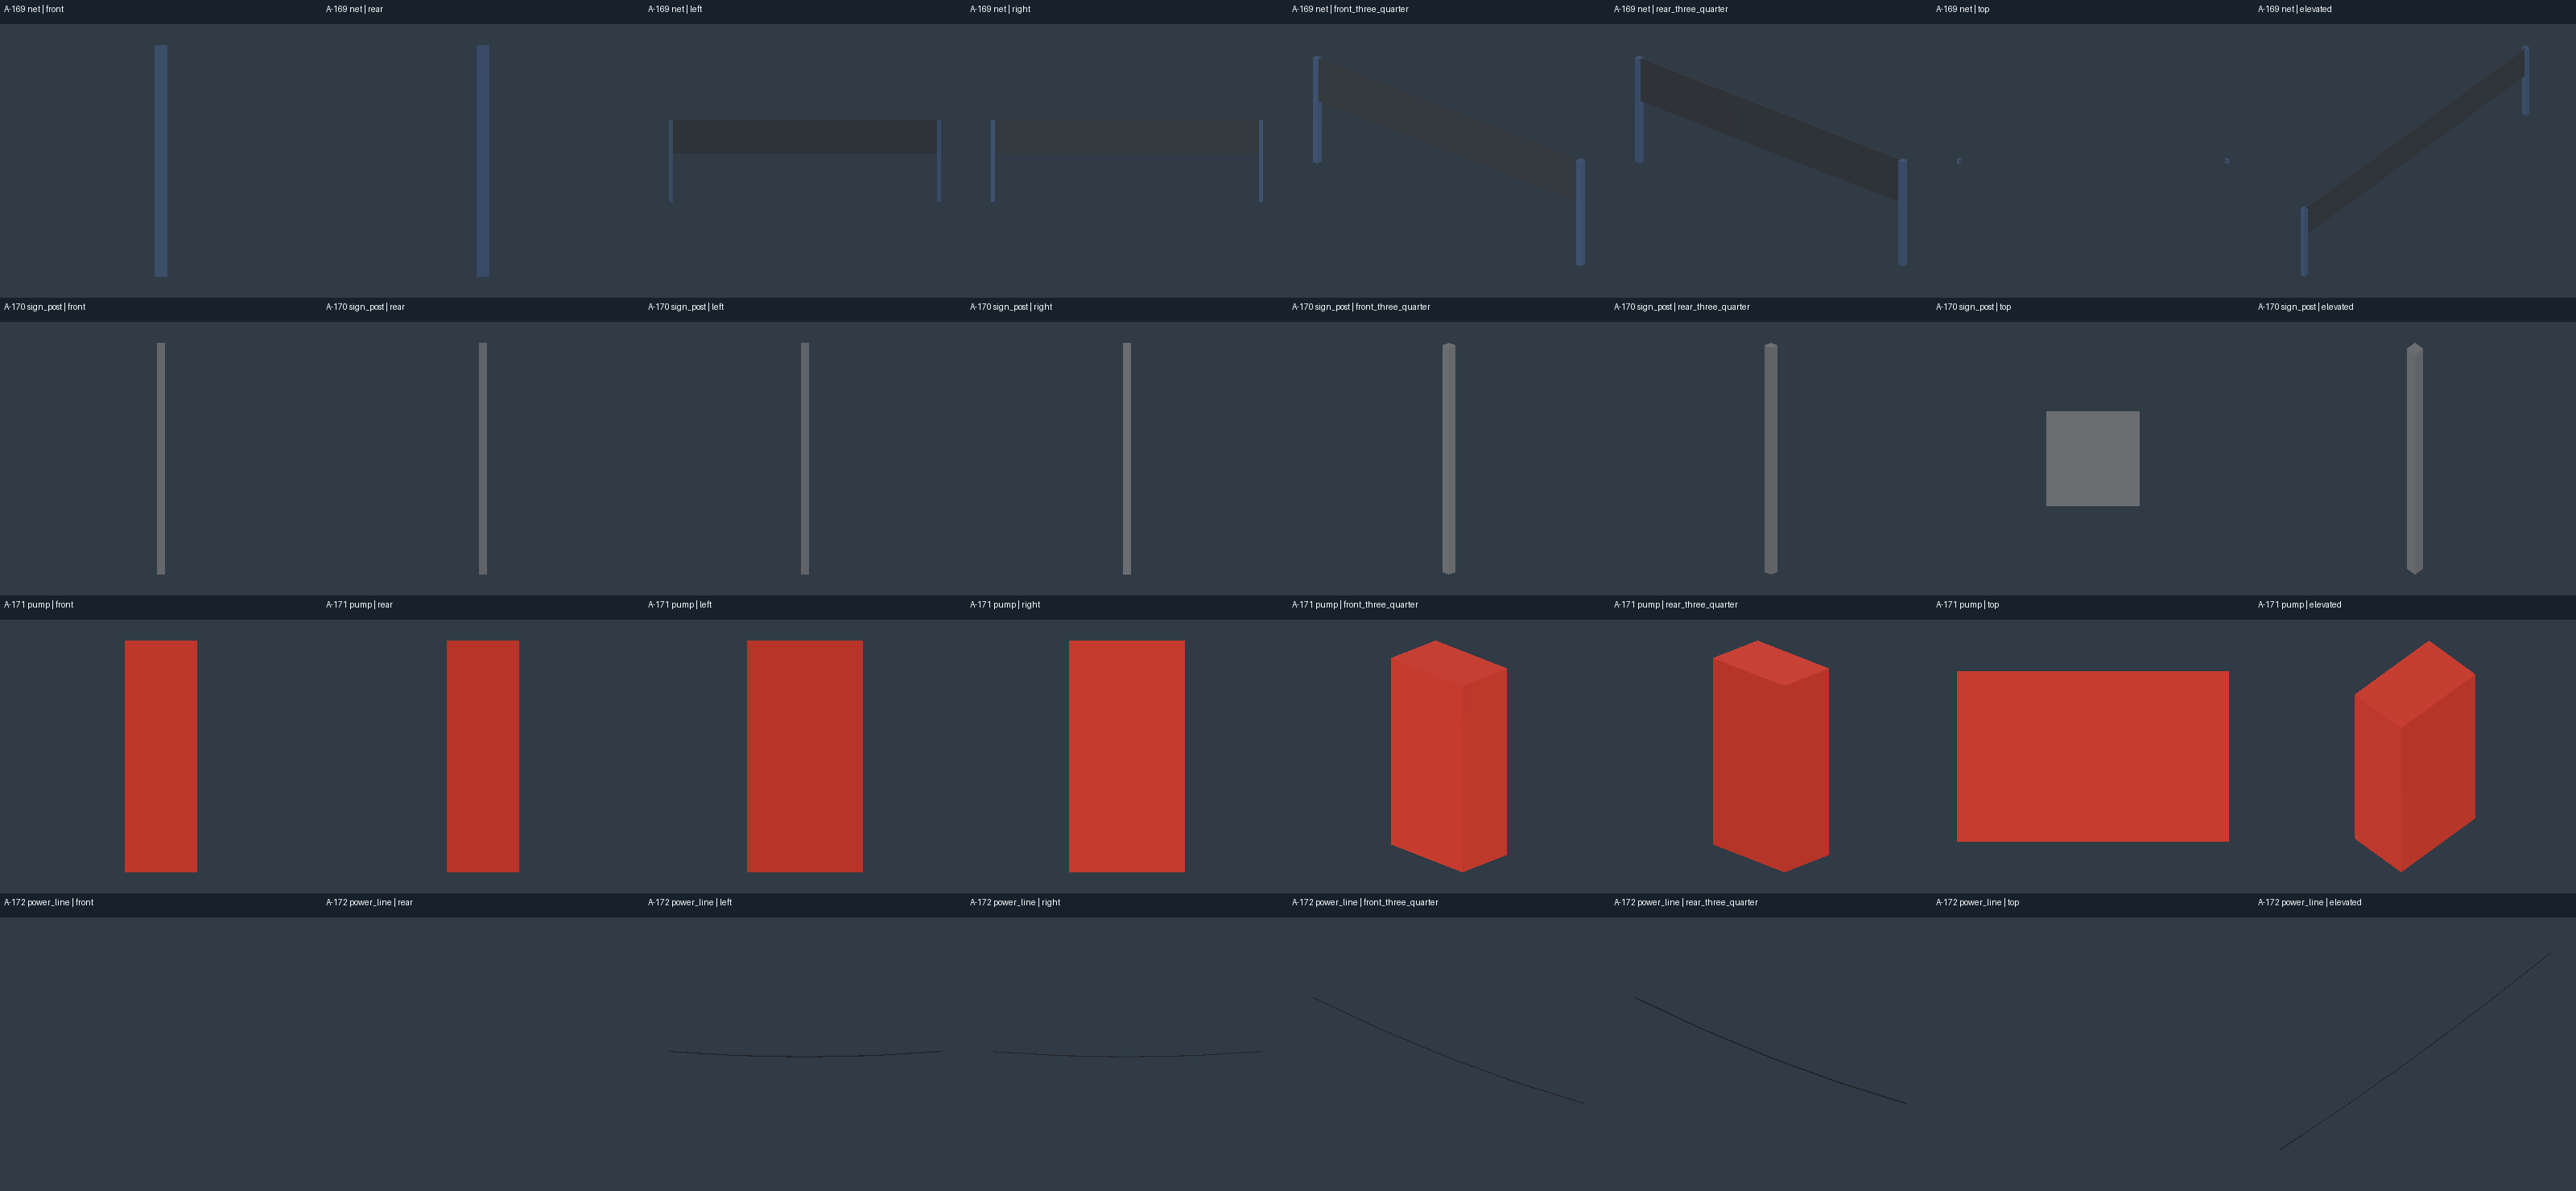 A-169 net | front
A-169 net | rear
A-169 net | left
A-169 net | right
A-169 net | front_three_quarter
A-169 net | rear_three_quarter
A-169 net | top
A-169 net | elevated
A-170 sign_post | front
A-170 sign_post | rear
A-170 sign_post | left
A-170 sign_post | right
A-170 sign_post | front_three_quarter
A-170 sign_post | rear_three_quarter
A-170 sign_post | top
A-170 sign_post | elevated
A-171 pump | front
A-171 pump | rear
A-171 pump | left
A-171 pump | right
A-171 pump | front_three_quarter
A-171 pump | rear_three_quarter
A-171 pump | top
A-171 pump | elevated
A-172 power_line | front
A-172 power_line | rear
A-172 power_line | left
A-172 power_line | right
A-172 power_line | front_three_quarter
A-172 power_line | rear_three_quarter
A-172 power_line | top
A-172 power_line | elevated